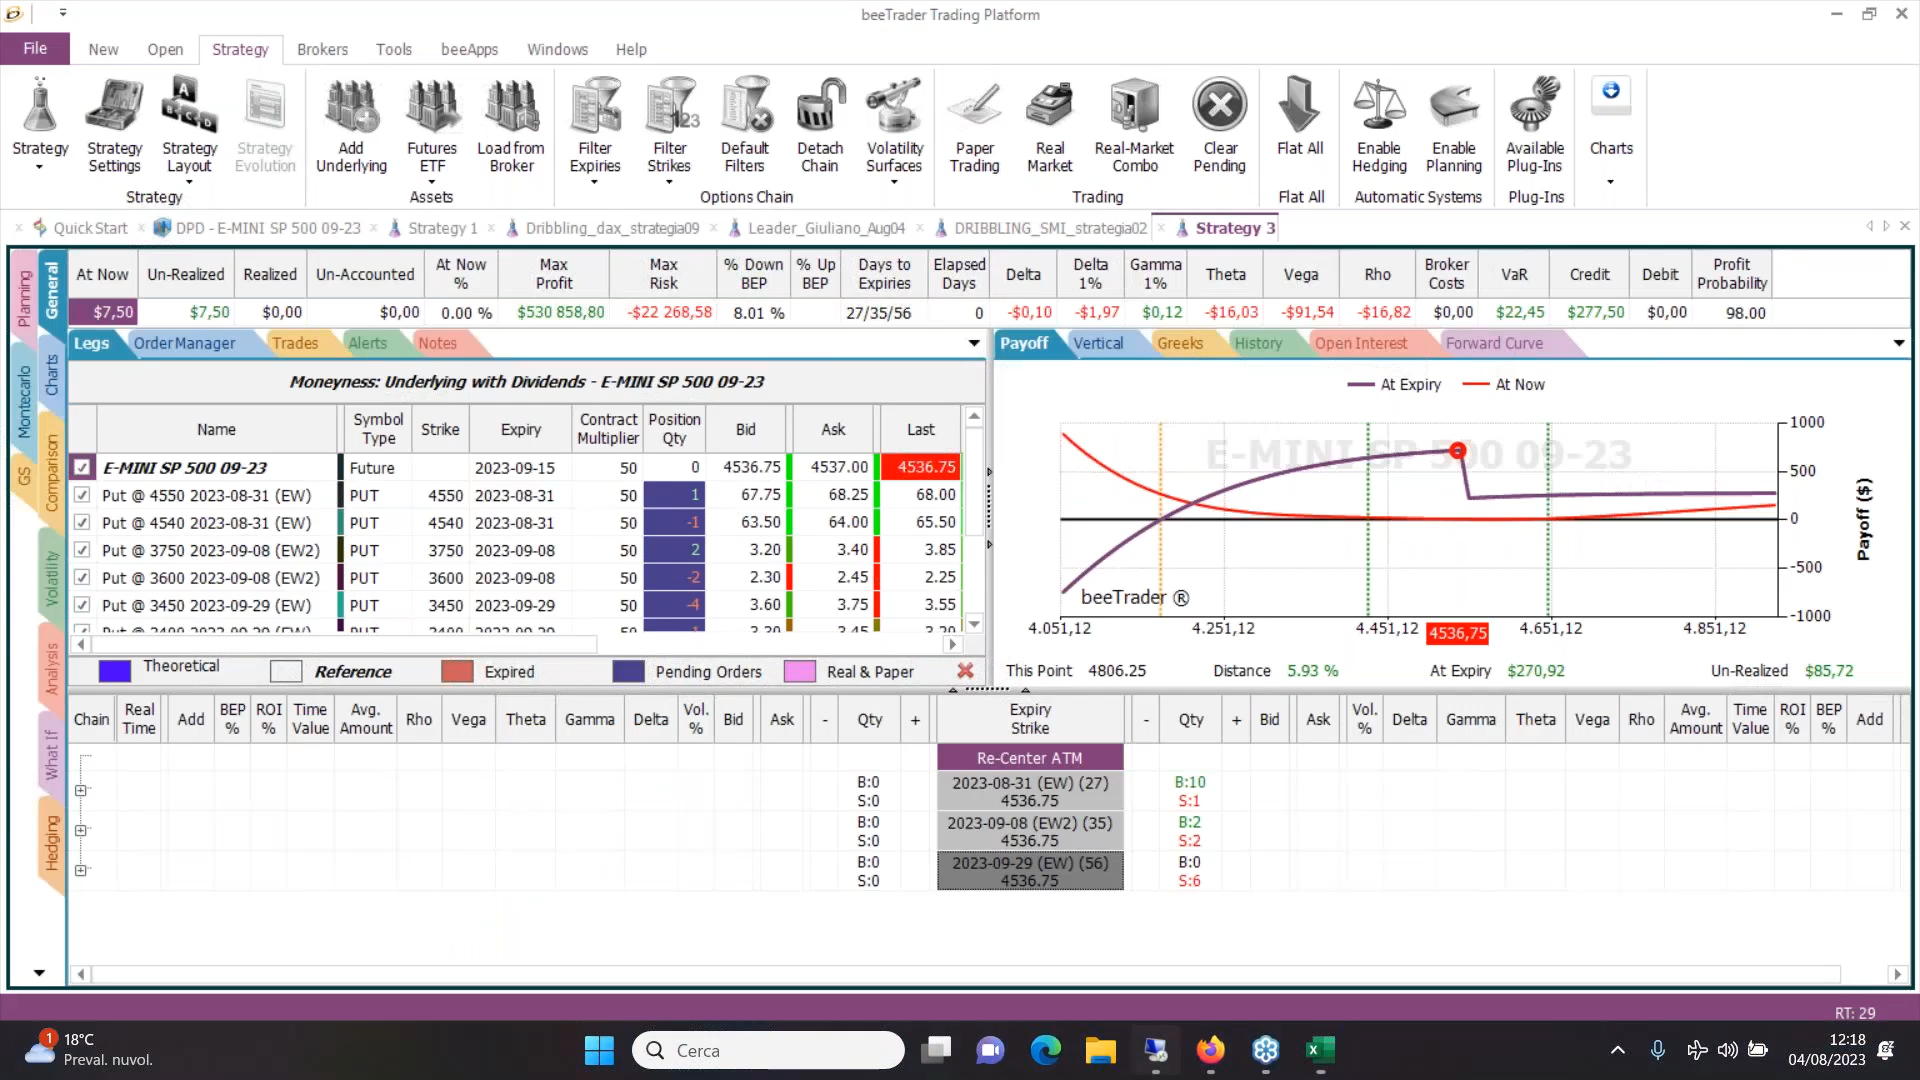 beeTrader Trading Platform
File New Open Strategy Brokers Tools beeApps Windows Help
Strategy
Strategy Settings
Strategy Layout
Strategy Evolution
Add Underlying
Futures ETF
Load from Broker
Filter Expiries
Filter Strikes
Default Filters
Detach Chain
Volatility Surfaces
Paper Trading
Real Market
Real-Market Combo
Clear Pending
Flat All
Enable Hedging
Enable Planning
Available Plug-Ins
Charts
Strategy Assets Options Chain Trading Flat All Automatic Systems Plug-Ins
Quick Start DPD - E-MINI SP 500 09-23 Strategy 1 Dribbling_dax_strategia09 Leader_Giuliano_Aug04 DRIBBLING_SMI_strategia02 Strategy 3
Planning
Montecarlo
GS
General
Charts
Comparison
Volatility
Analysis
What If
Hedging
At Now Un-Realized Realized Un-Accounted At Now % Max Profit Max Risk % Down BEP % Up BEP Days to Expiries Elapsed Days Delta Delta 1% Gamma 1% Theta Vega Rho Broker Costs VaR Credit Debit Profit Probability
$7,50 $7,50 $0,00 $0,00 0.00 % $530 858,80 -$22 268,58 8.01 % 27/35/56 0 -$0,10 -$1,97 $0,12 -$16,03 -$91,54 -$16,82 $0,00 $22,45 $277,50 $0,00 98.00
Legs Order Manager Trades Alerts Notes
Moneyness: Underlying with Dividends - E-MINI SP 500 09-23
Name Symbol Type Strike Expiry Contract Multiplier Position Qty Bid Ask Last
E-MINI SP 500 09-23 Future 2023-09-15 50 0 4536.75 4537.00 4536.75
Put @ 4550 2023-08-31 (EW) PUT 4550 2023-08-31 50 1 67.75 68.25 68.00
Put @ 4540 2023-08-31 (EW) PUT 4540 2023-08-31 50 -1 63.50 64.00 65.50
Put @ 3750 2023-09-08 (EW2) PUT 3750 2023-09-08 50 2 3.20 3.40 3.85
Put @ 3600 2023-09-08 (EW2) PUT 3600 2023-09-08 50 -2 2.30 2.45 2.25
Put @ 3450 2023-09-29 (EW) PUT 3450 2023-09-29 50 -4 3.60 3.75 3.55
Theoretical Reference Expired Pending Orders Real & Paper
Payoff Vertical Greeks History Open Interest Forward Curve
At Expiry At Now
E-MINI SP 500 09-23
1000
500
0
-500
-1000
Payoff ($)
beeTrader ®
4.051,12 4.251,12 4.451,12 4536,75 4.651,12 4.851,12
This Point 4806.25 Distance 5.93 % At Expiry $270,92 Un-Realized $85,72
Chain Real Time Add BEP % ROI % Time Value Avg. Amount Rho Vega Theta Gamma Delta Vol. % Bid Ask - Qty + Expiry Strike - Qty + Bid Ask Vol. % Delta Gamma Theta Vega Rho Avg. Amount Time Value ROI % BEP % Add
Re-Center ATM
B:0 2023-08-31 (EW) (27) B:10
S:0 4536.75 S:1
B:0 2023-09-08 (EW2) (35) B:2
S:0 4536.75 S:2
B:0 2023-09-29 (EW) (56) B:0
S:0 4536.75 S:6
RT: 29
1
18°C
Preval. nuvol.
Cerca
12:18
04/08/2023